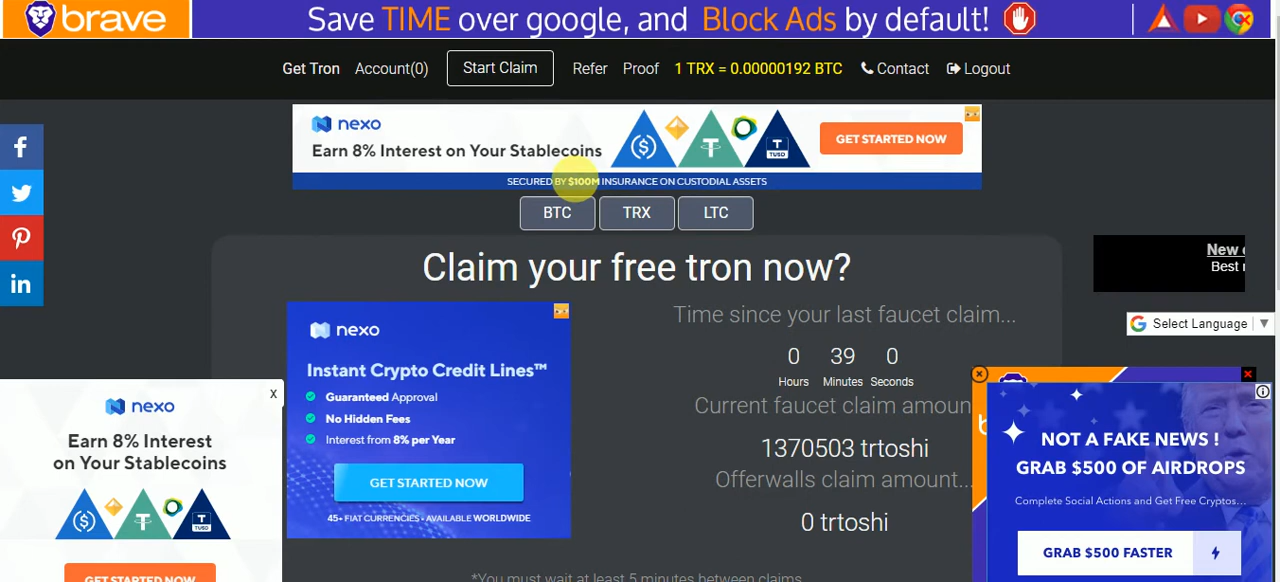 brave
Save TIME over google, and Block Ads by default!
Get Tron
Account(0)
Start Claim
Refer
Proof
1 TRX = 0.00000192 BTC
Contact
Logout
nexo
Earn 8% Interest on Your Stablecoins
GET STARTED NOW
SECURED BY $100M INSURANCE ON CUSTODIAL ASSETS
BTC
TRX
LTC
Claim your free tron now?
New
Best
Select Language
nexo
Instant Crypto Credit Lines™
Guaranteed Approval
No Hidden Fees
Interest from 8% per Year
GET STARTED NOW
45+ FIAT CURRENCIES • AVAILABLE WORLDWIDE
Time since your last faucet claim...
0 39 0
Hours Minutes Seconds
Current faucet claim amoun
1370503 trtoshi
Offerwalls claim amount...
0 trtoshi
x
nexo
Earn 8% Interest
on Your Stablecoins
GET STARTED NOW
NOT A FAKE NEWS !
GRAB $500 OF AIRDROPS
Complete Social Actions and Get Free Cryptos...
GRAB $500 FASTER
*You must wait at least 5 minutes between claims